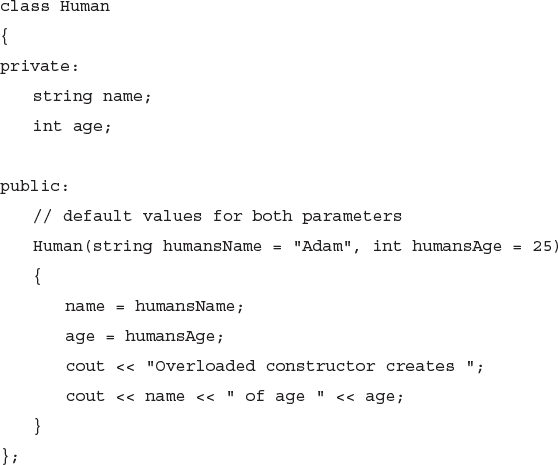 class Human
{
private:
    string name;
    int age;

public:
    // default values for both parameters
    Human(string humansName = "Adam", int humansAge = 25)
    {
        name = humansName;
        age = humansAge;
        cout << "Overloaded constructor creates ";
        cout << name << " of age " << age;
    }
};